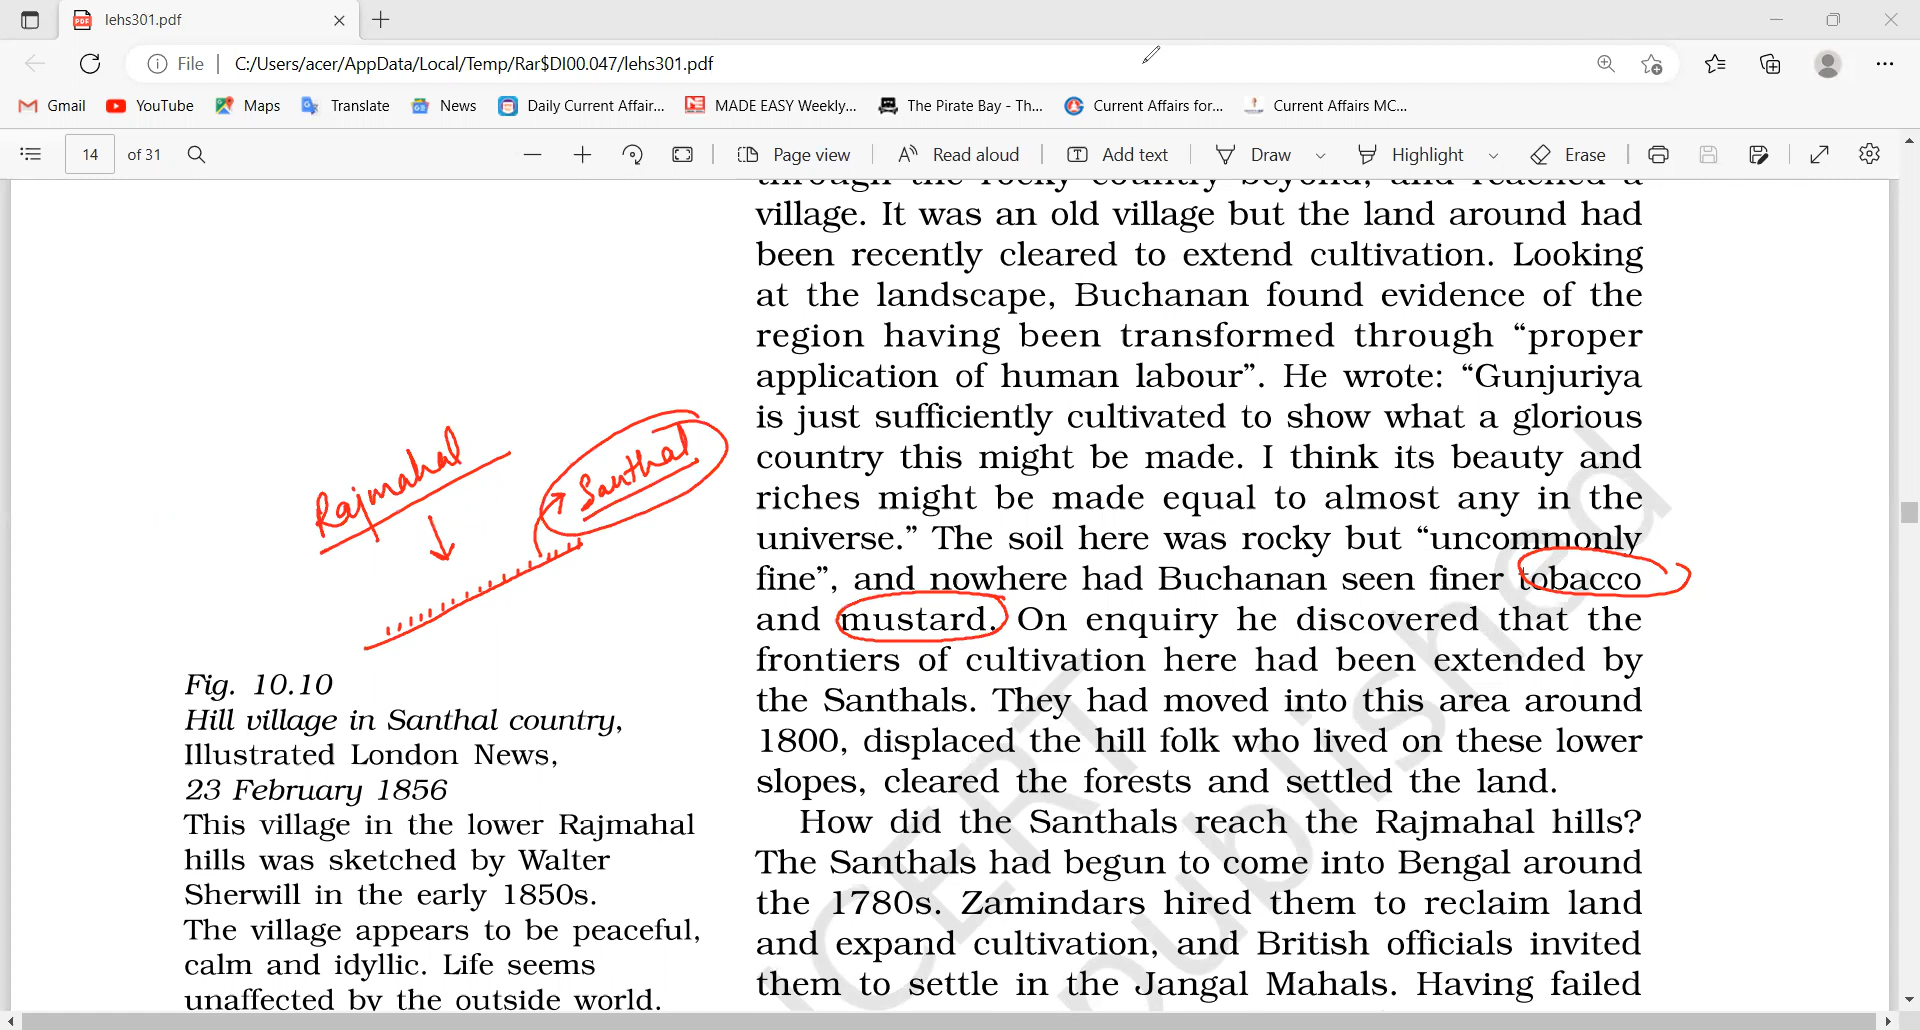 lehs301.pdf
File
C:/Users/acer/AppData/Local/Temp/Rar$DI00.047/lehs301.pdf
Gmail YouTube Maps Translate News Daily Current Affair... MADE EASY Weekly... The Pirate Bay - Th... Current Affairs for... Current Affairs MC...
14 of 31 Page view Read aloud Add text Draw Highlight Erase
through the rocky country beyond, and reached a
village. It was an old village but the land around had
been recently cleared to extend cultivation. Looking
at the landscape, Buchanan found evidence of the
region having been transformed through “proper
application of human labour”. He wrote: “Gunjuriya
is just sufficiently cultivated to show what a glorious
country this might be made. I think its beauty and
riches might be made equal to almost any in the
universe.” The soil here was rocky but “uncommonly
fine”, and nowhere had Buchanan seen finer tobacco
and mustard. On enquiry he discovered that the
frontiers of cultivation here had been extended by
the Santhals. They had moved into this area around
1800, displaced the hill folk who lived on these lower
slopes, cleared the forests and settled the land.
How did the Santhals reach the Rajmahal hills?
The Santhals had begun to come into Bengal around
the 1780s. Zamindars hired them to reclaim land
and expand cultivation, and British officials invited
them to settle in the Jangal Mahals. Having failed
Rajmahal
Santhal
Fig. 10.10
Hill village in Santhal country,
Illustrated London News,
23 February 1856
This village in the lower Rajmahal
hills was sketched by Walter
Sherwill in the early 1850s.
The village appears to be peaceful,
calm and idyllic. Life seems
unaffected by the outside world.
NCERT
published